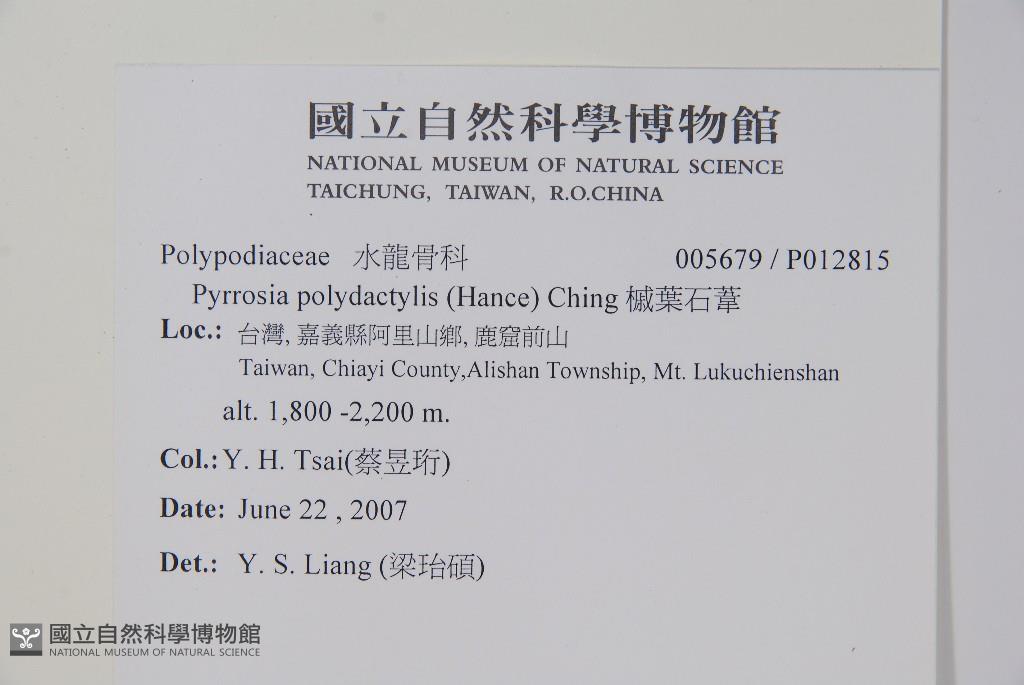 國立自然科學博物館
NATIONAL MUSEUM OF NATURAL SCIENCE
TAICHUNG, TAIWAN, R.O.CHINA
Polypodiaceae 水龍骨科 005679 / P012815
Pyrrosia polydactylis (Hance) Ching 槭葉石葦
Loc.: 台灣, 嘉義縣阿里山鄉, 鹿窟前山
Taiwan, Chiayi County,Alishan Township, Mt. Lukuchienshan
alt. 1,800 -2,200 m.
Col.: Y. H. Tsai(蔡昱珩)
Date: June 22 , 2007
Det.: Y. S. Liang (梁珆碩)
國立自然科學博物館
NATIONAL MUSEUM OF NATURAL SCIENCE